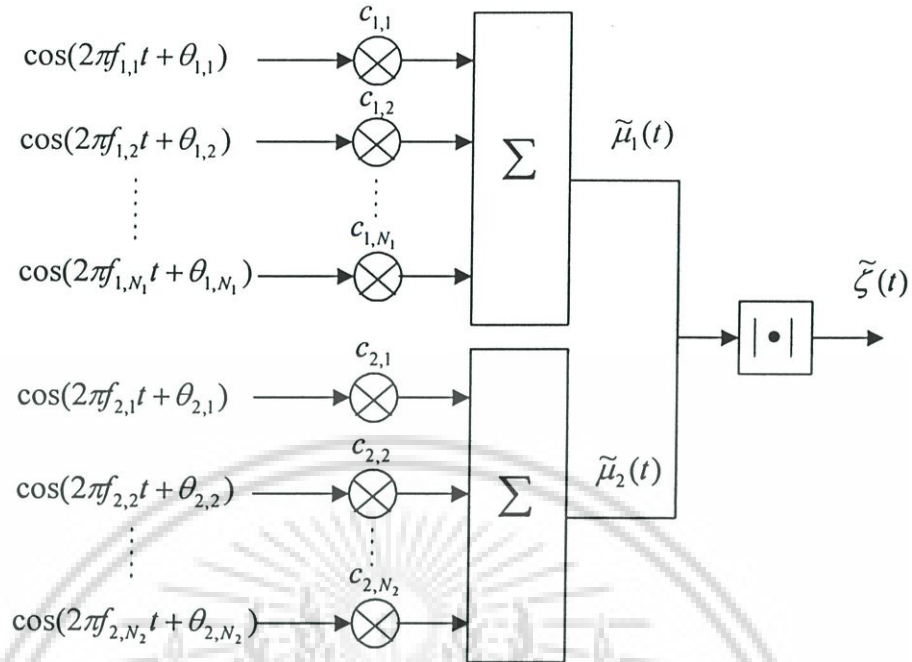 c_{1,1}
cos(2πf_{1,1}t + θ_{1,1})
c_{1,2}
cos(2πf_{1,2}t + θ_{1,2})
c_{1,N_1}
cos(2πf_{1,N_1}t + θ_{1,N_1})
Σ
μ̃_1(t)
ζ̃(t)
|•|
c_{2,1}
cos(2πf_{2,1}t + θ_{2,1})
c_{2,2}
cos(2πf_{2,2}t + θ_{2,2})
c_{2,N_2}
cos(2πf_{2,N_2}t + θ_{2,N_2})
Σ
μ̃_2(t)